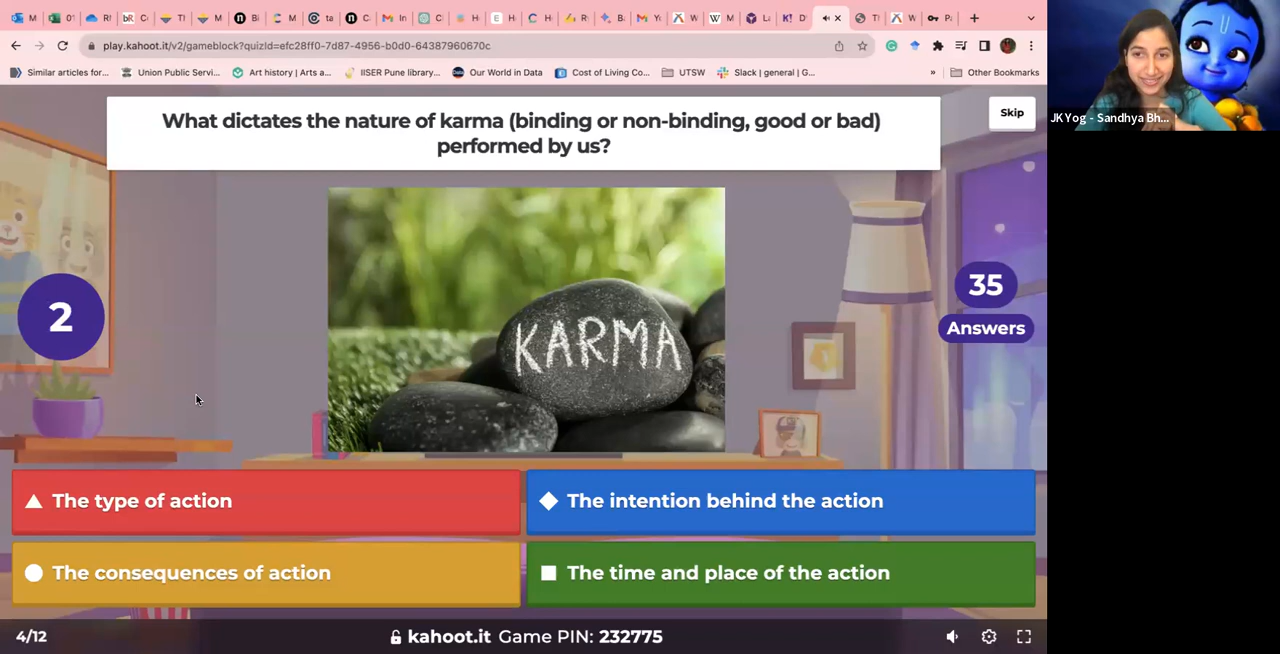 play.kahoot.it/v2/gameblock?quizId=efc28ff0-7d87-4956-b0d0-64387960670c
Similar articles for...
Union Public Servi...
Art history | Arts a...
IISER Pune library...
Our World in Data
Cost of Living Co...
UTSW
Slack | general | G...
»
Other Bookmarks
JKYog - Sandhya Bh...
What dictates the nature of karma (binding or non-binding, good or bad)
performed by us?
Skip
2
KARMA
35
Answers
The type of action
The intention behind the action
The consequences of action
The time and place of the action
4/12
kahoot.it Game PIN: 232775